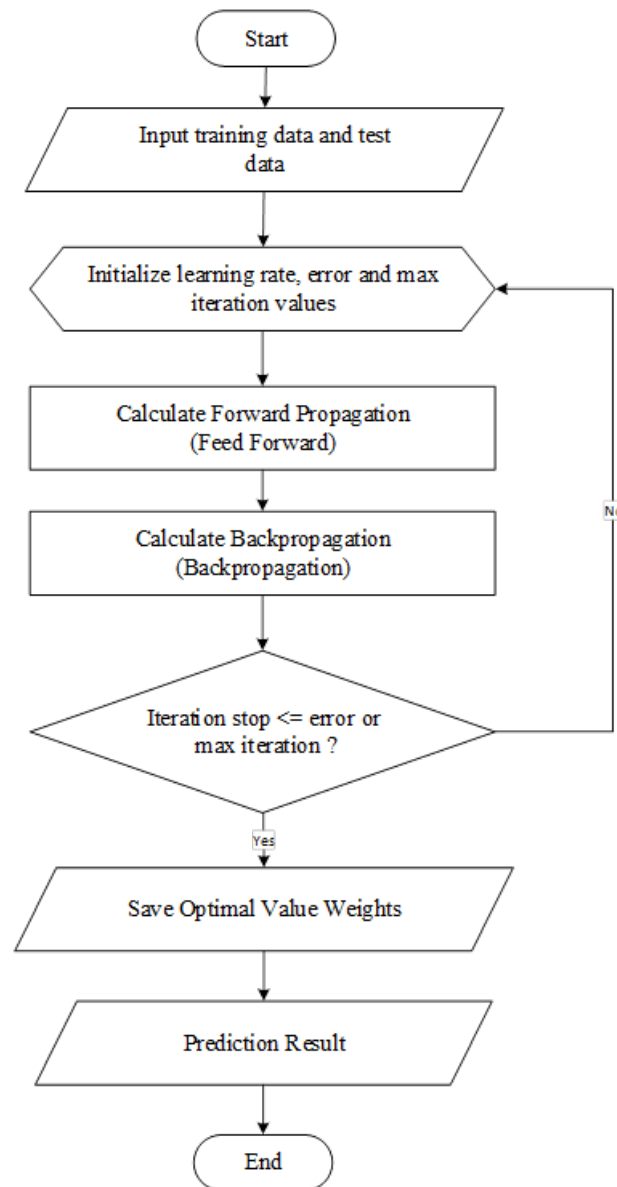 Start
Input training data and test
data
Initialize learning rate, error and max
iteration values
Calculate Forward Propagation
(Feed Forward)
Calculate Backpropagation
(Backpropagation)
No
Iteration stop <= error or
max iteration ?
Yes
Save Optimal Value Weights
Prediction Result
End